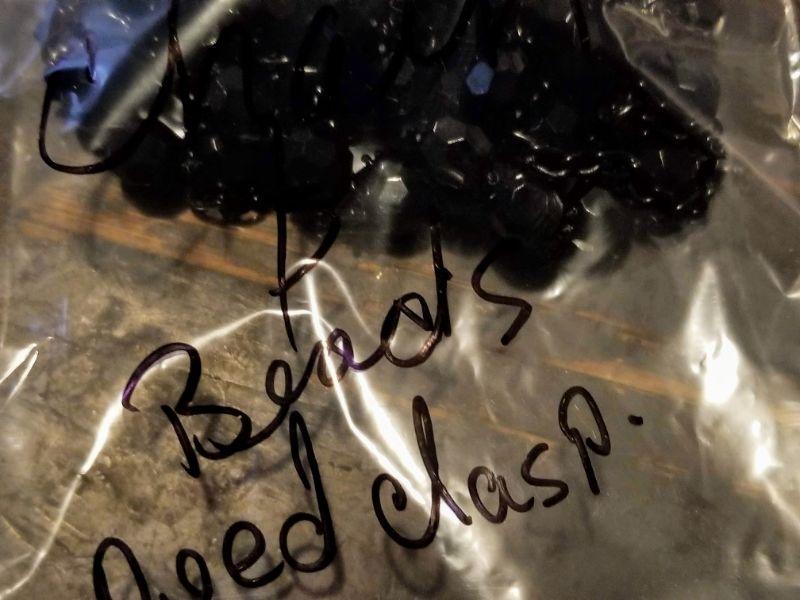 +
Beads
need clasp.